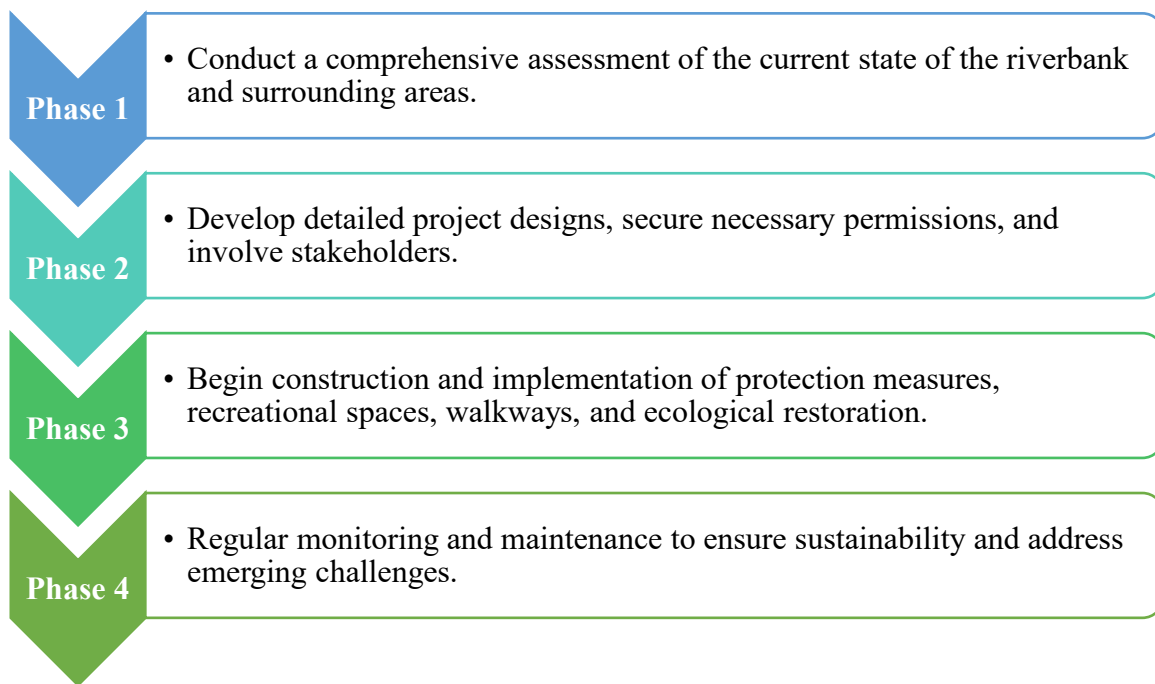 Phase 1
• Conduct a comprehensive assessment of the current state of the riverbank
and surrounding areas.
Phase 2
• Develop detailed project designs, secure necessary permissions, and
involve stakeholders.
Phase 3
• Begin construction and implementation of protection measures,
recreational spaces, walkways, and ecological restoration.
Phase 4
• Regular monitoring and maintenance to ensure sustainability and address
emerging challenges.